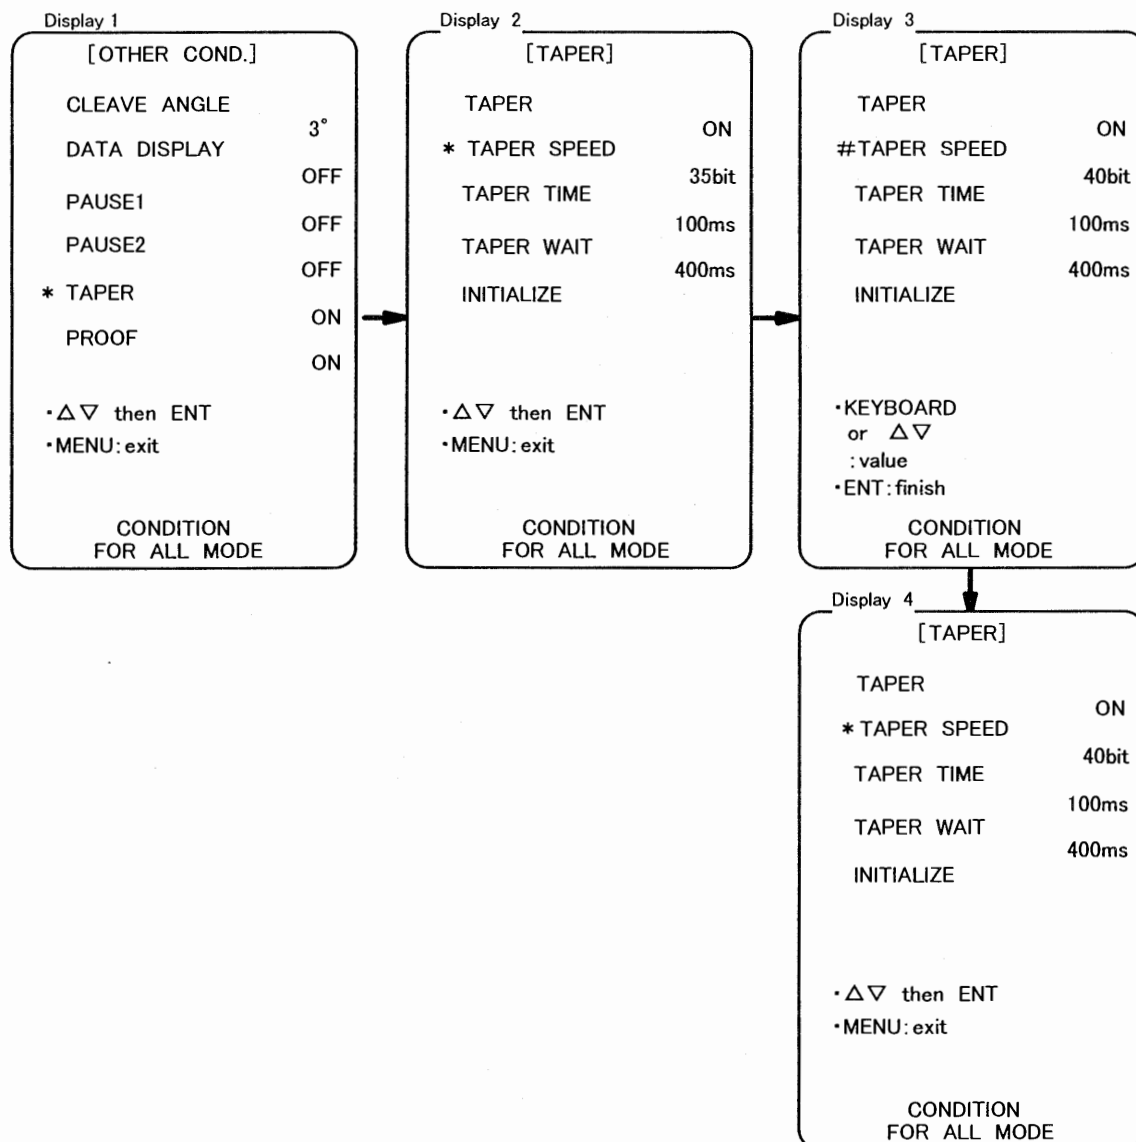 Display 1
[OTHER COND.]
CLEAVE ANGLE
3°
DATA DISPLAY
OFF
PAUSE1
OFF
PAUSE2
OFF
* TAPER
ON
PROOF
ON
・△▽ then ENT
・MENU:exit
CONDITION
FOR ALL MODE
Display 2
[TAPER]
TAPER
ON
* TAPER SPEED
35bit
TAPER TIME
100ms
TAPER WAIT
400ms
INITIALIZE
・△▽ then ENT
・MENU:exit
CONDITION
FOR ALL MODE
Display 3
[TAPER]
TAPER
ON
#TAPER SPEED
40bit
TAPER TIME
100ms
TAPER WAIT
400ms
INITIALIZE
・KEYBOARD
or △▽
:value
・ENT:finish
CONDITION
FOR ALL MODE
Display 4
[TAPER]
TAPER
ON
* TAPER SPEED
40bit
TAPER TIME
100ms
TAPER WAIT
400ms
INITIALIZE
・△▽ then ENT
・MENU:exit
CONDITION
FOR ALL MODE